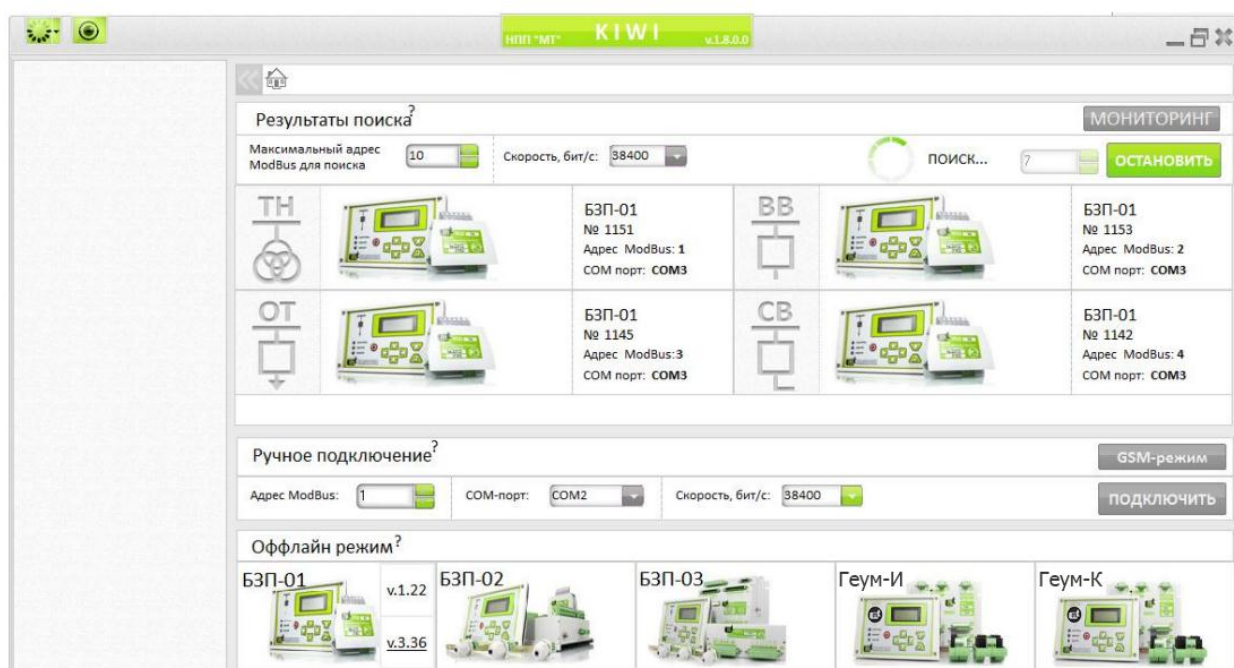 НПП "МТ" KIWI v.1.8.0.0
Результаты поиска?
МОНИТОРИНГ
Максимальный адрес
ModBus для поиска
10
Скорость, бит/с: 38400
ПОИСК...
7
ОСТАНОВИТЬ
ТН
БЗП-01
№ 1151
Адрес ModBus: 1
COM порт: COM3
ВВ
БЗП-01
№ 1153
Адрес ModBus: 2
COM порт: COM3
ОТ
БЗП-01
№ 1145
Адрес ModBus:3
COM порт: COM3
СВ
БЗП-01
№ 1142
Адрес ModBus: 4
COM порт: COM3
Ручное подключение?
GSM-режим
Адрес ModBus: 1
COM-порт: COM2
Скорость, бит/с: 38400
ПОДКЛЮЧИТЬ
Оффлайн режим?
БЗП-01
v.1.22
v.3.36
БЗП-02
БЗП-03
Геум-И
Геум-К